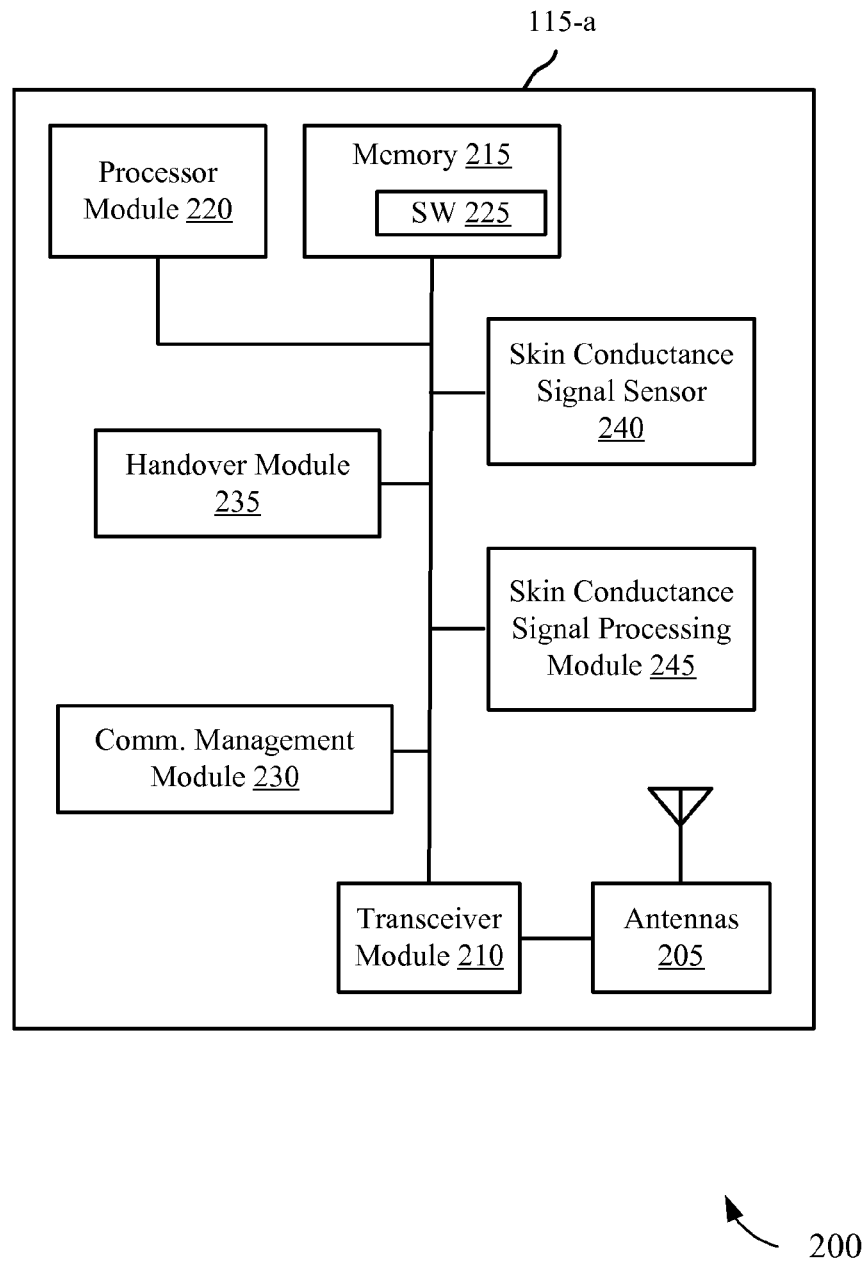 115-a
Processor
Module 220
Memory 215
SW 225
Skin Conductance
Signal Sensor
240
Handover Module
235
Skin Conductance
Signal Processing
Module 245
Comm. Management
Module 230
Transceiver
Module 210
Antennas
205
200